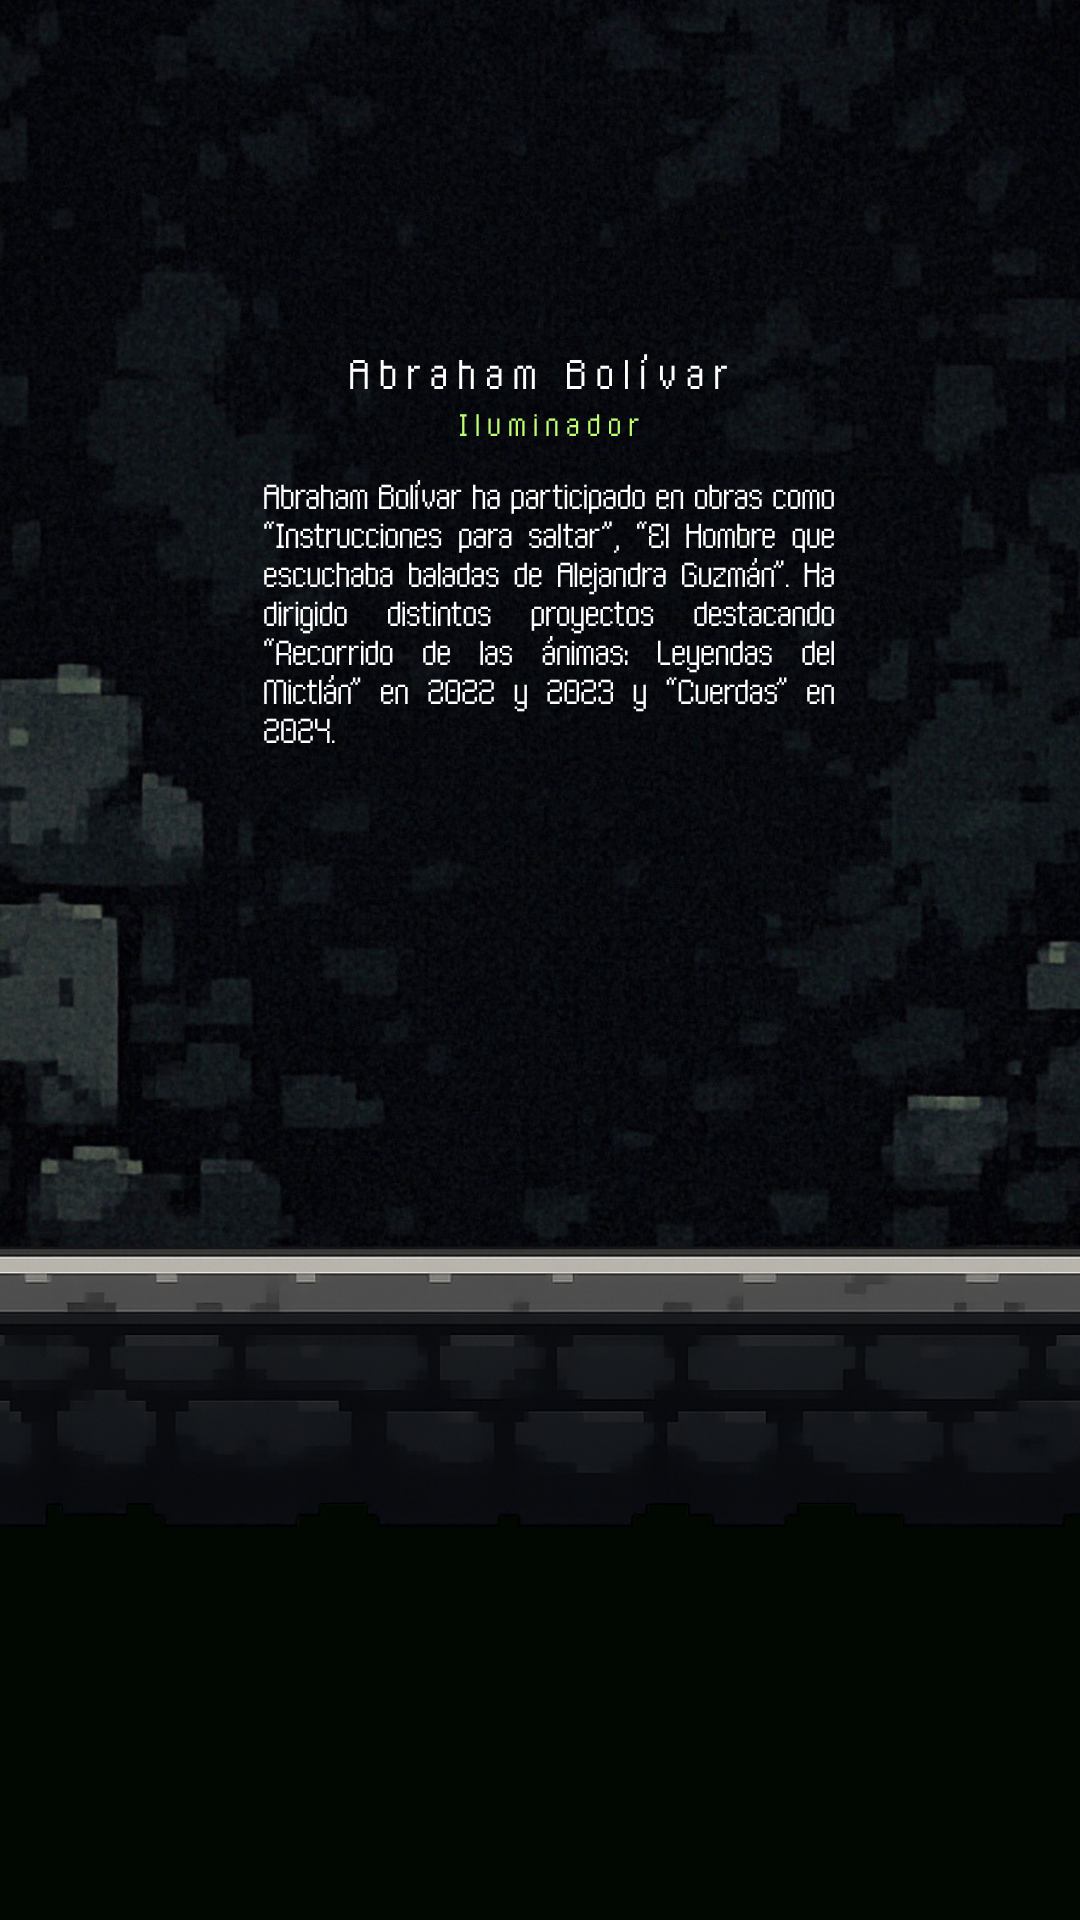 Abraham Bolívar
Iluminador
Abraham Bolívar ha participado en obras como
“Instrucciones para saltar”, “El Hombre que
escuchaba baladas de Alejandra Guzmán”. Ha
dirigido distintos proyectos destacando
“Recorrido de las ánimas: Leyendas del
Mictlán” en 2022 y 2023 y “Cuerdas” en
2024.